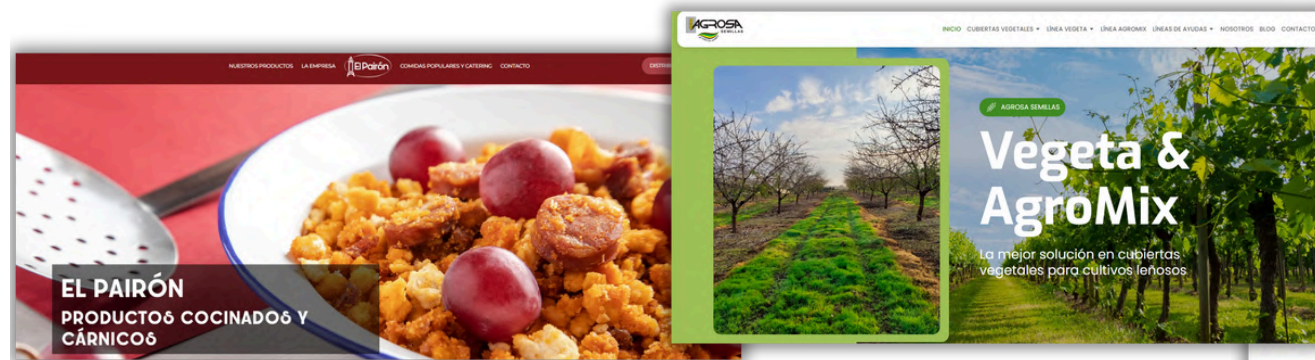 NUESTROS PRODUCTOS LA EMPRESA El Pairón COMIDAS POPULARES Y CATERING CONTACTO
EL PAIRÓN
PRODUCTOS COCINADOS Y
CÁRNICOS
AGROSA
SEMILLAS
INICIO CUBIERTAS VEGETALES LÍNEA VEGETA LÍNEA AGROMIX LÍNEAS DE AYUDAS NOSOTROS BLOG CONTACTO
AGROSA SEMILLAS
Vegeta &
AgroMix
La mejor solución en cubiertas
vegetales para cultivos leñosos